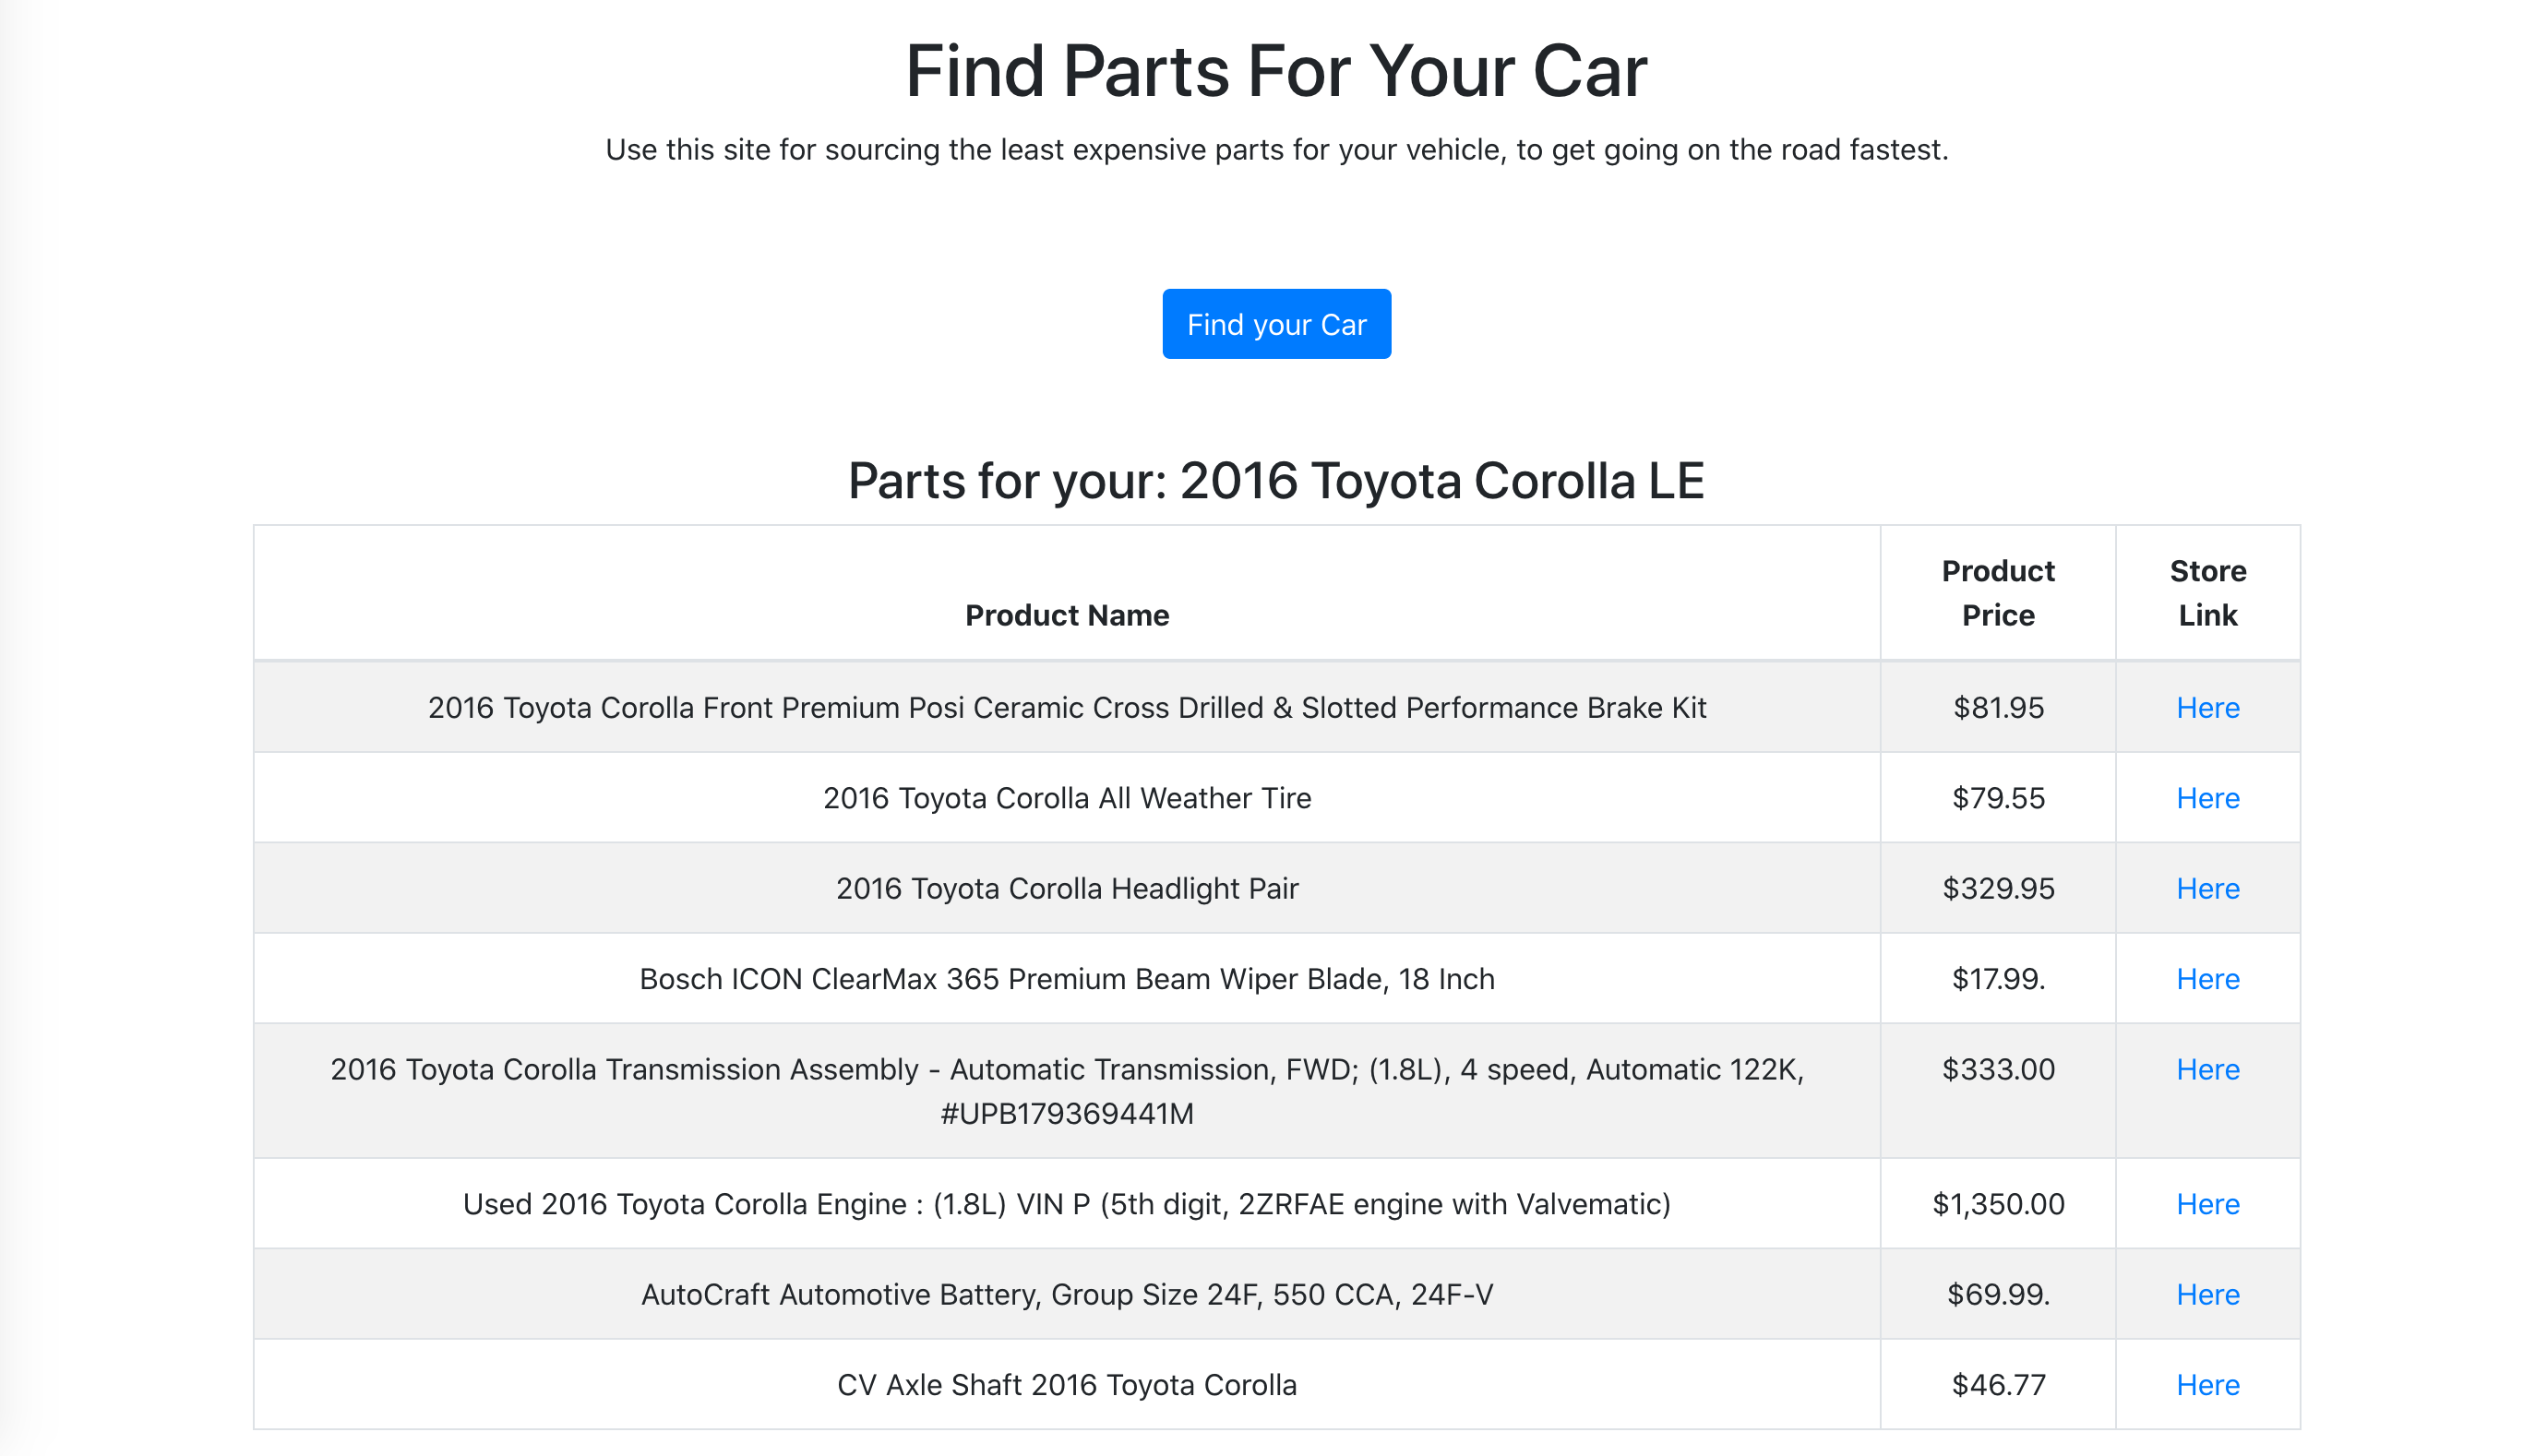 Find Parts For Your Car
Use this site for sourcing the least expensive parts for your vehicle, to get going on the road fastest.
Find your Car
Parts for your: 2016 Toyota Corolla LE
Product Name Product Price Store Link
2016 Toyota Corolla Front Premium Posi Ceramic Cross Drilled & Slotted Performance Brake Kit $81.95 Here
2016 Toyota Corolla All Weather Tire $79.55 Here
2016 Toyota Corolla Headlight Pair $329.95 Here
Bosch ICON ClearMax 365 Premium Beam Wiper Blade, 18 Inch $17.99. Here
2016 Toyota Corolla Transmission Assembly - Automatic Transmission, FWD; (1.8L), 4 speed, Automatic 122K, $333.00 Here
#UPB179369441M
Used 2016 Toyota Corolla Engine : (1.8L) VIN P (5th digit, 2ZRFAE engine with Valvematic) $1,350.00 Here
AutoCraft Automotive Battery, Group Size 24F, 550 CCA, 24F-V $69.99. Here
CV Axle Shaft 2016 Toyota Corolla $46.77 Here